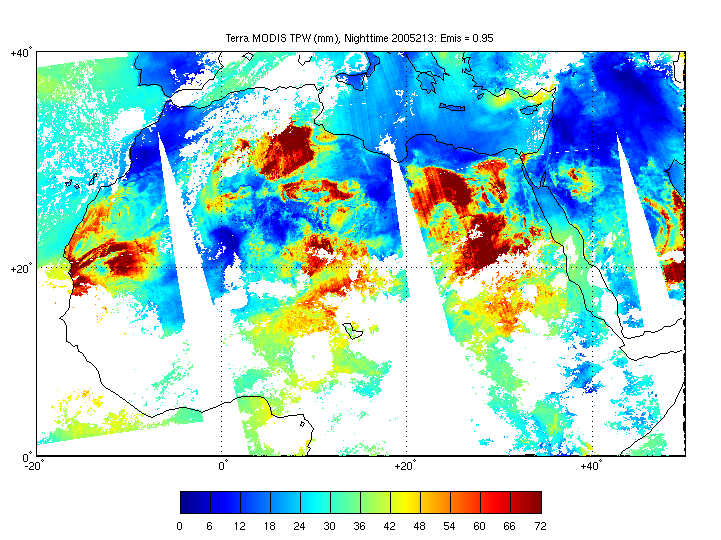 Terra MODIS TPW (mm), Nighttime 2005213: Emis = 0.95
+40°
+20°
0°
-20° 0° +20° +40°
0 6 12 18 24 30 36 42 48 54 60 66 72